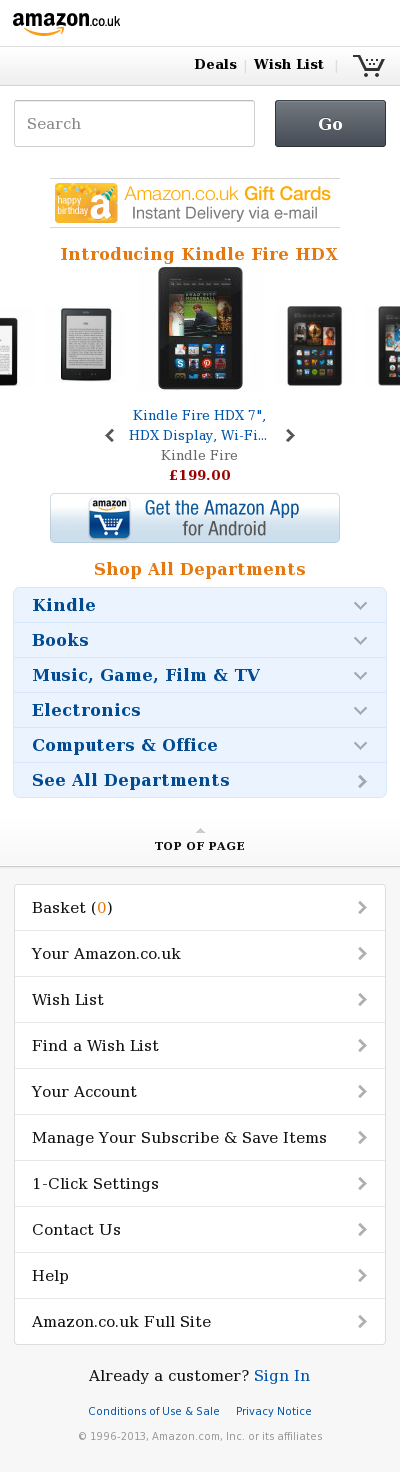 amazon.co.uk
Deals | Wish List |
Search
Go
happy birthday a
Amazon.co.uk Gift Cards
Instant Delivery via e-mail
Introducing Kindle Fire HDX
Kindle Fire HDX 7",
HDX Display, Wi-Fi...
Kindle Fire
£199.00
amazon
Get the Amazon App
for Android
Shop All Departments
Kindle
Books
Music, Game, Film & TV
Electronics
Computers & Office
See All Departments
TOP OF PAGE
Basket (0)
Your Amazon.co.uk
Wish List
Find a Wish List
Your Account
Manage Your Subscribe & Save Items
1-Click Settings
Contact Us
Help
Amazon.co.uk Full Site
Already a customer? Sign In
Conditions of Use & Sale Privacy Notice
© 1996-2013, Amazon.com, Inc. or its affiliates